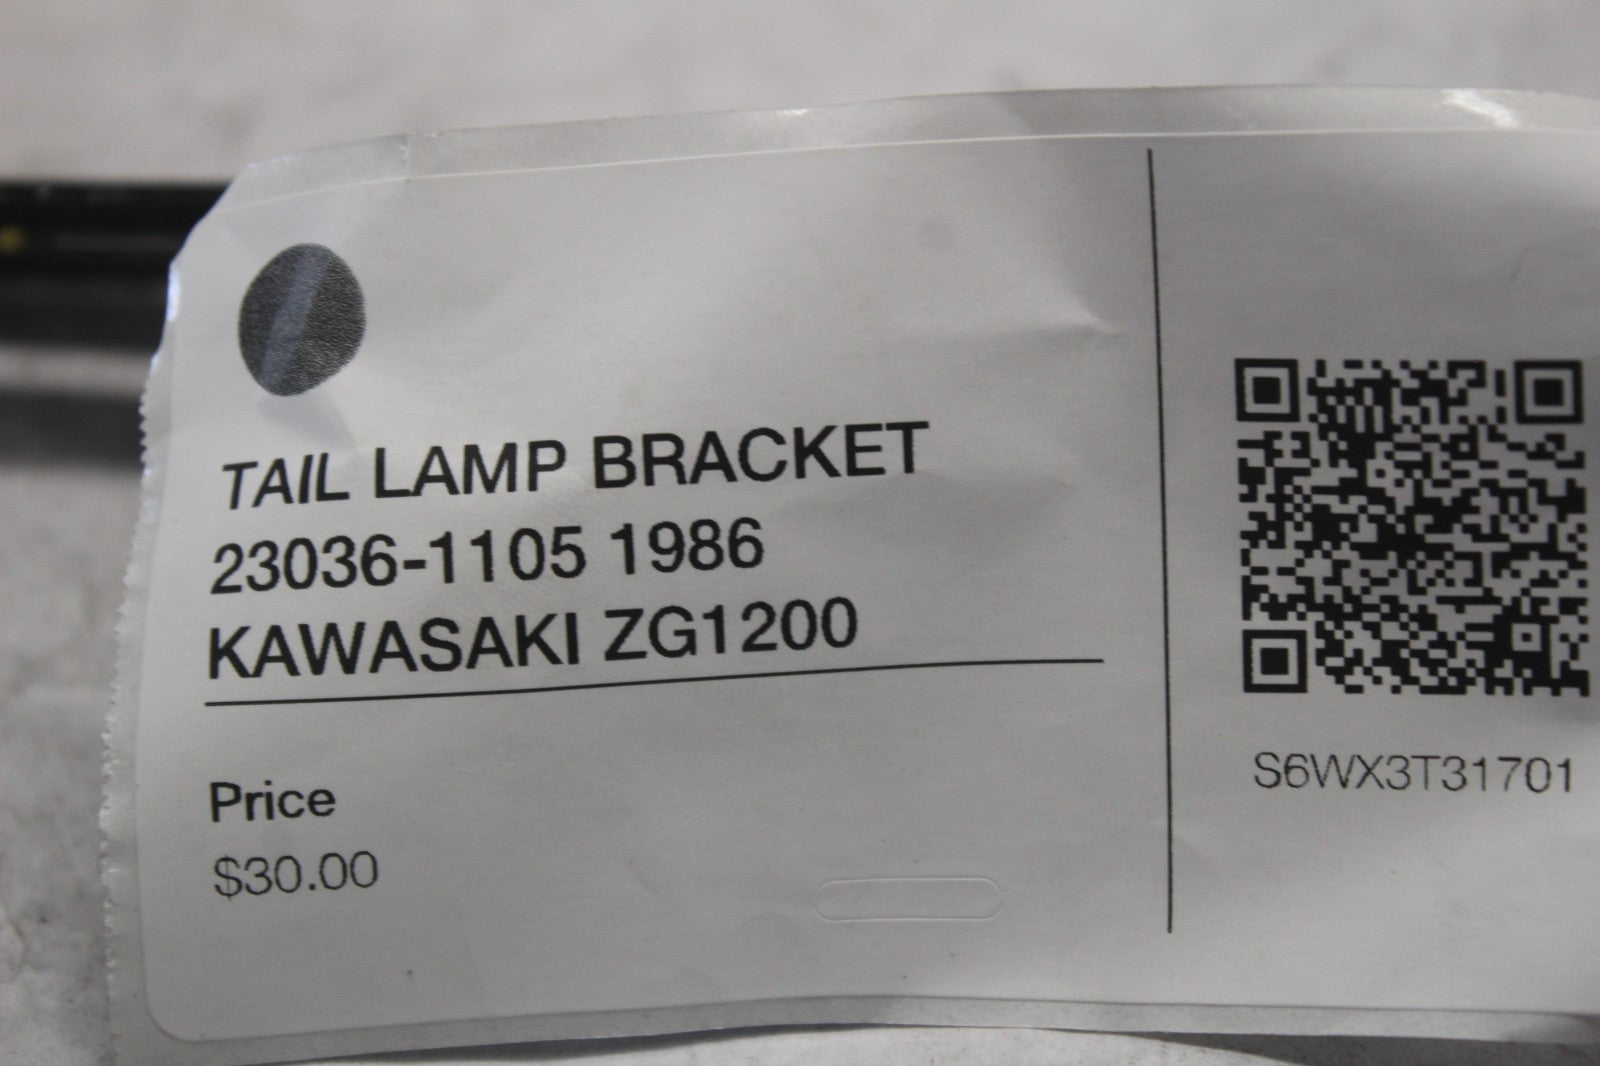 TAIL LAMP BRACKET
23036-1105 1986
KAWASAKI ZG1200
Price
$30.00
S6WX3T31701